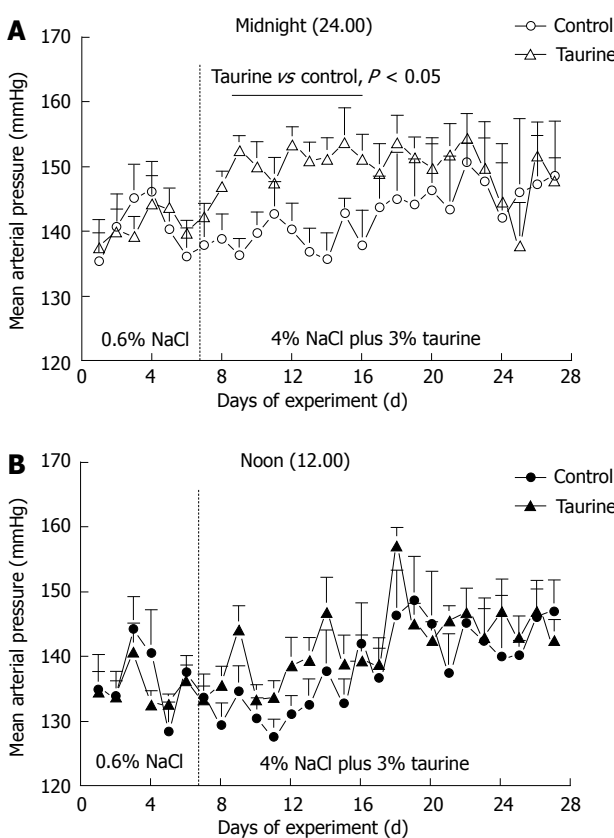 A
Midnight (24.00)
Control
Taurine
Taurine vs control, P < 0.05
Mean arterial pressure (mmHg)
170
160
150
140
130
120
0.6% NaCl
4% NaCl plus 3% taurine
0 4 8 12 16 20 24 28
Days of experiment (d)
B
Noon (12.00)
Control
Taurine
Mean arterial pressure (mmHg)
170
160
150
140
130
120
0.6% NaCl
4% NaCl plus 3% taurine
0 4 8 12 16 20 24 28
Days of experiment (d)